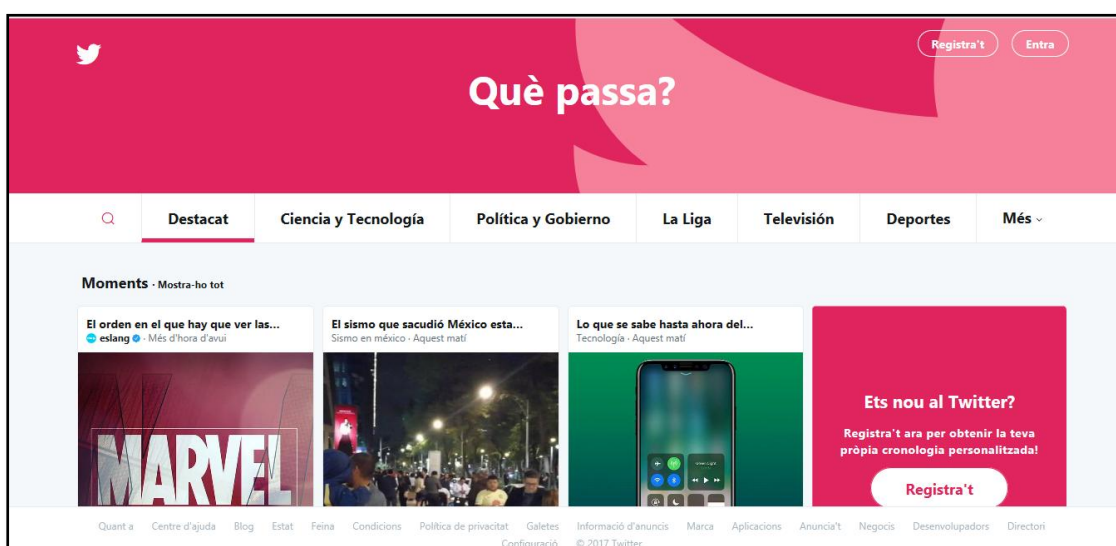 Registra't Entra
Què passa?
Destacat Ciencia y Tecnología Política y Gobierno La Liga Televisión Deportes Més
Moments · Mostra-ho tot
El orden en el que hay que ver las...
eslang · Més d'hora d'avui
MARVEL
El sismo que sacudió México esta...
Sismo en méxico · Aquest matí
Lo que se sabe hasta ahora del...
Tecnología · Aquest matí
Ets nou al Twitter?
Registra't ara per obtenir la teva
pròpia cronologia personalitzada!
Registra't
Quant a Centre d'ajuda Blog Estat Feina Condicions Política de privacitat Galetes Informació d'anuncis Marca Aplicacions Anuncia't Negocis Desenvolupadors Directori
Configuració © 2017 Twitter